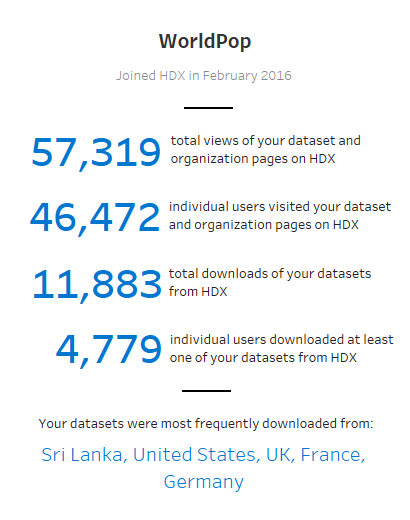 WorldPop
Joined HDX in February 2016
57,319 total views of your dataset and
organization pages on HDX
46,472 individual users visited your dataset
and organization pages on HDX
11,883 total downloads of your datasets
from HDX
4,779 individual users downloaded at least
one of your datasets from HDX
Your datasets were most frequently downloaded from:
Sri Lanka, United States, UK, France,
Germany